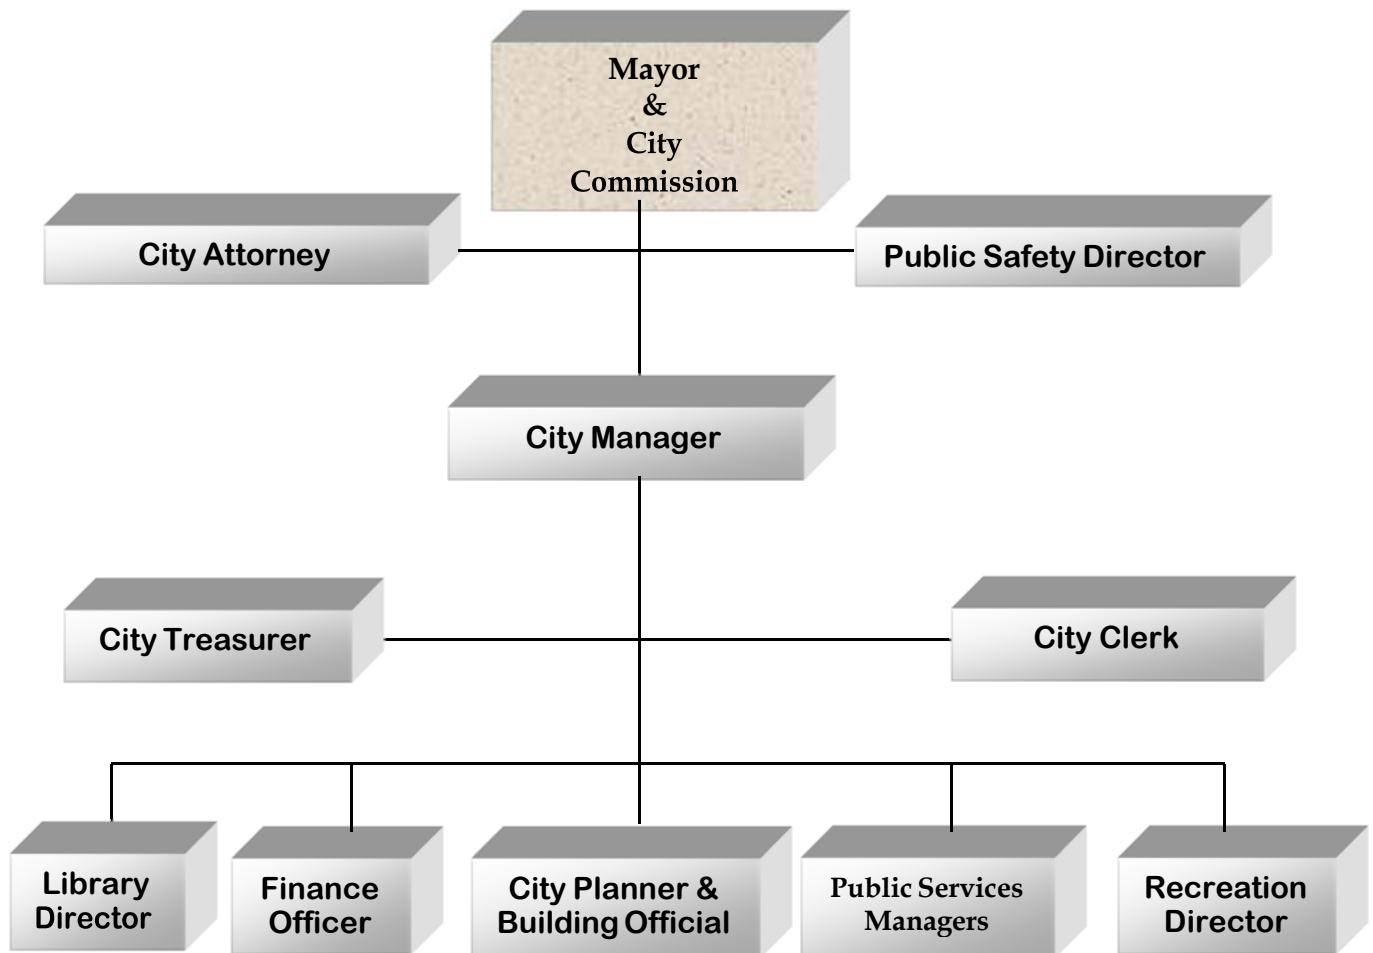 Mayor
&
City
Commission
City Attorney
Public Safety Director
City Manager
City Treasurer
City Clerk
Library
Director
Finance
Officer
City Planner &
Building Official
Public Services
Managers
Recreation
Director